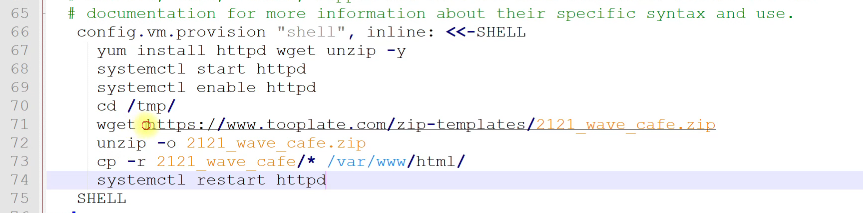 65 # documentation for more information about their specific syntax and use.
66 config.vm.provision "shell", inline: <<-SHELL
67 yum install httpd wget unzip -y
68 systemctl start httpd
69 systemctl enable httpd
70 cd /tmp/
71 wget https://www.tooplate.com/zip-templates/2121_wave_cafe.zip
72 unzip -o 2121_wave_cafe.zip
73 cp -r 2121_wave_cafe/* /var/www/html/
74 systemctl restart httpd
75 SHELL